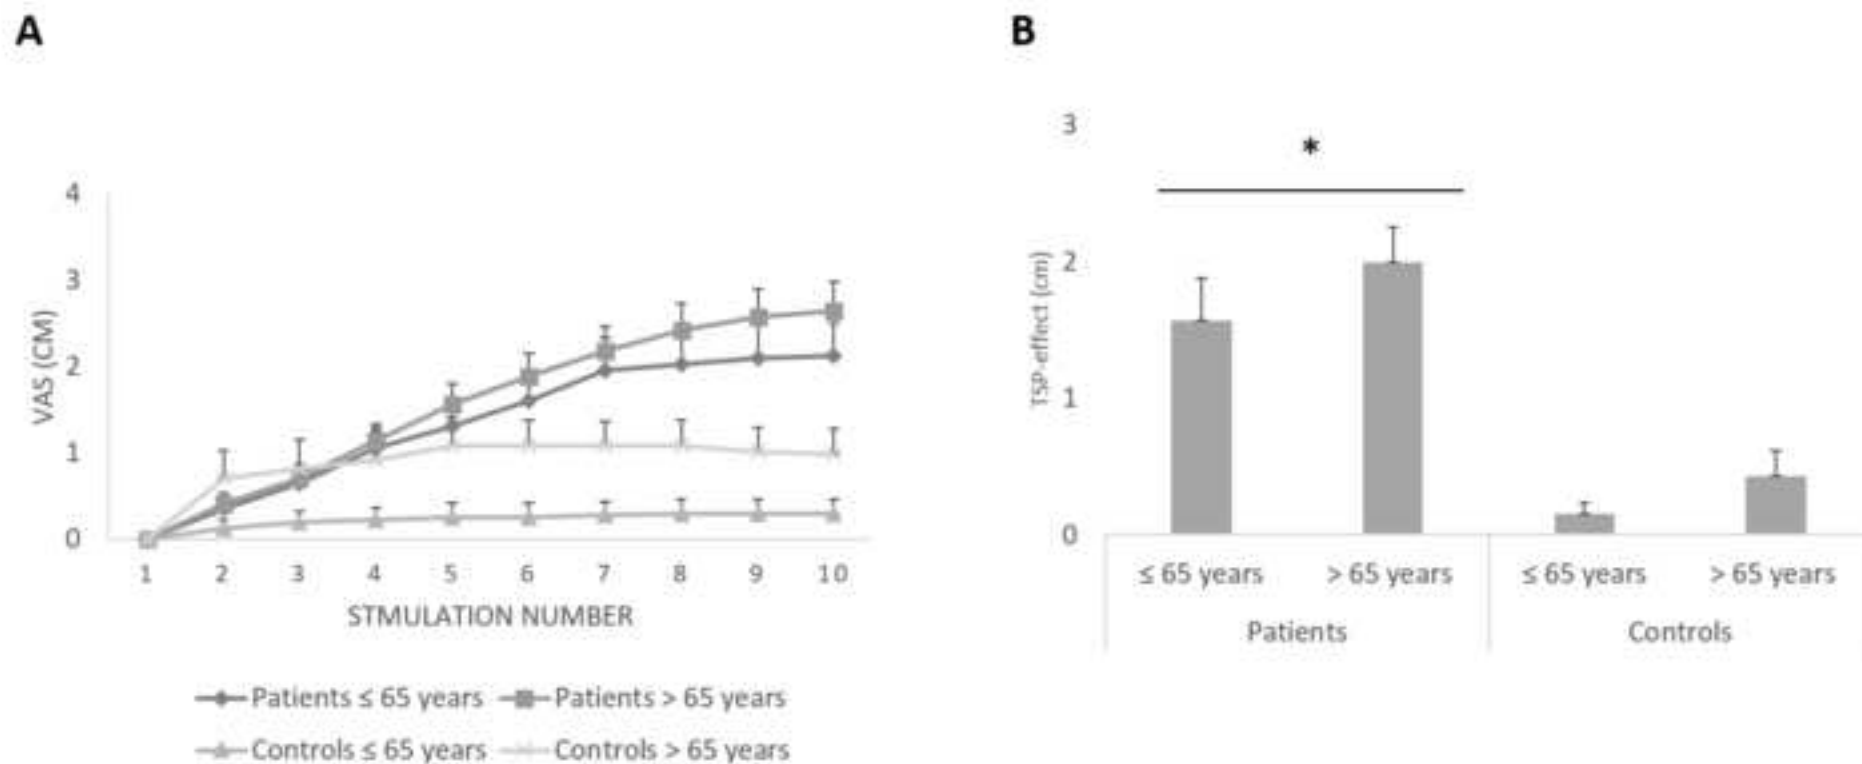 A
4
3
2
1
0
VAS (CM)
1 2 3 4 5 6 7 8 9 10
STMULATION NUMBER
Patients ≤ 65 years
Patients > 65 years
Controls ≤ 65 years
Controls > 65 years
B
3
2
1
0
TSP-effect (cm)
*
≤ 65 years > 65 years ≤ 65 years > 65 years
Patients Controls